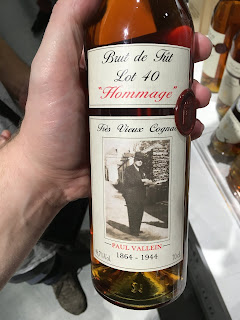 Brut de Fût
Lot 40
"Hommage"
Très Vieux Cognac
PAUL VALLEIN
1864 - 1944